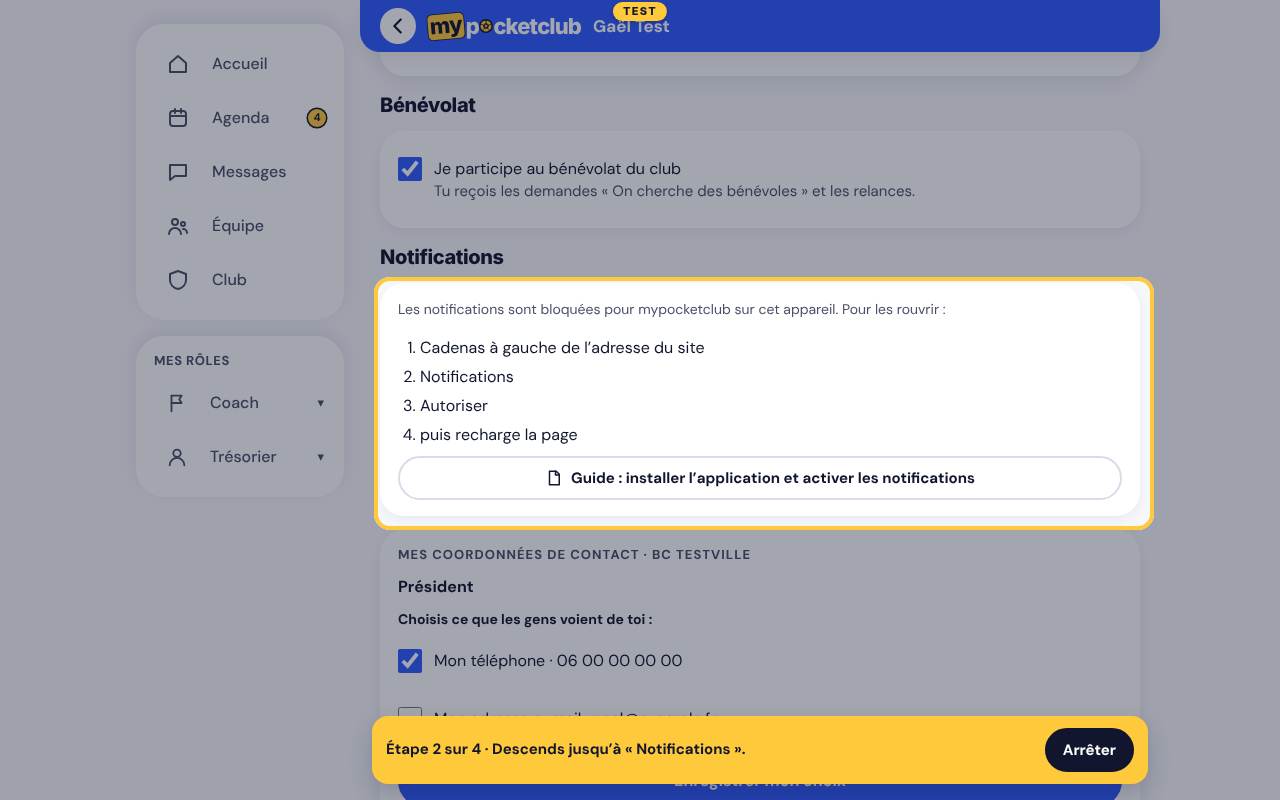 TEST
mypocketclub Gaël Test
Accueil
Agenda 4
Messages
Équipe
Club
MES RÔLES
Coach ▾
Trésorier ▾
Bénévolat
Je participe au bénévolat du club
Tu reçois les demandes « On cherche des bénévoles » et les relances.
Notifications
Les notifications sont bloquées pour mypocketclub sur cet appareil. Pour les rouvrir :
1. Cadenas à gauche de l’adresse du site
2. Notifications
3. Autoriser
4. puis recharge la page
Guide : installer l’application et activer les notifications
MES COORDONNÉES DE CONTACT · BC TESTVILLE
Président
Choisis ce que les gens voient de toi :
Mon téléphone · 06 00 00 00 00
Étape 2 sur 4 · Descends jusqu’à « Notifications ».
Arrêter